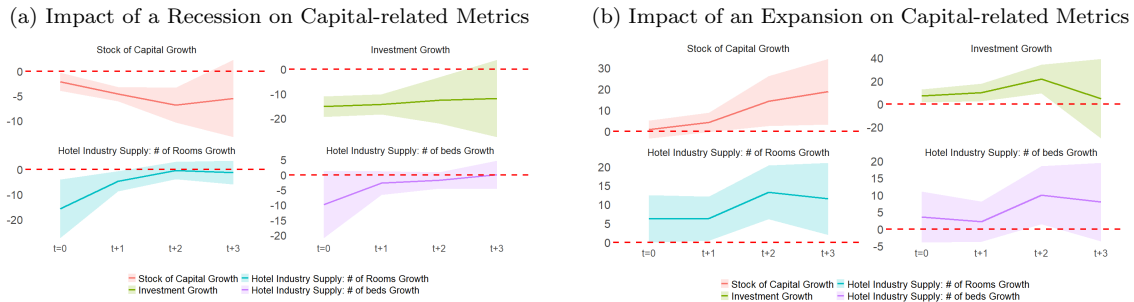 (a) Impact of a Recession on Capital-related Metrics
Stock of Capital Growth
Investment Growth
0
-5
-10
0
-10
-20
Hotel Industry Supply: # of Rooms Growth
Hotel Industry Supply: # of beds Growth
0
-10
-20
5
0
-5
-10
-15
-20
t=0 t+1 t+2 t+3
t=0 t+1 t+2 t+3
Stock of Capital Growth
Hotel Industry Supply: # of Rooms Growth
Investment Growth
Hotel Industry Supply: # of beds Growth
(b) Impact of an Expansion on Capital-related Metrics
Stock of Capital Growth
Investment Growth
30
20
10
0
40
20
0
-20
Hotel Industry Supply: # of Rooms Growth
Hotel Industry Supply: # of beds Growth
20
15
10
5
0
20
15
10
5
0
-5
t=0 t+1 t+2 t+3
t=0 t+1 t+2 t+3
Stock of Capital Growth
Hotel Industry Supply: # of Rooms Growth
Investment Growth
Hotel Industry Supply: # of beds Growth